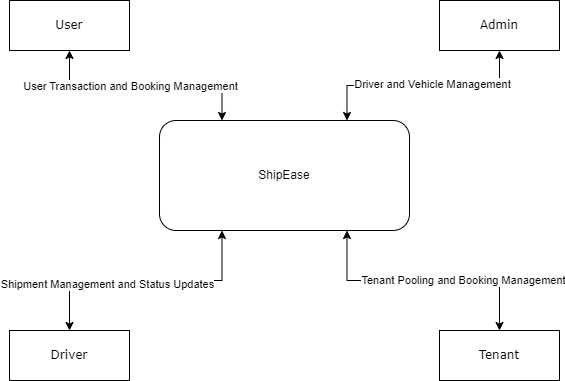 User
Admin
User Transaction and Booking Management
Driver and Vehicle Management
ShipEase
Shipment Management and Status Updates
Tenant Pooling and Booking Management
Driver
Tenant